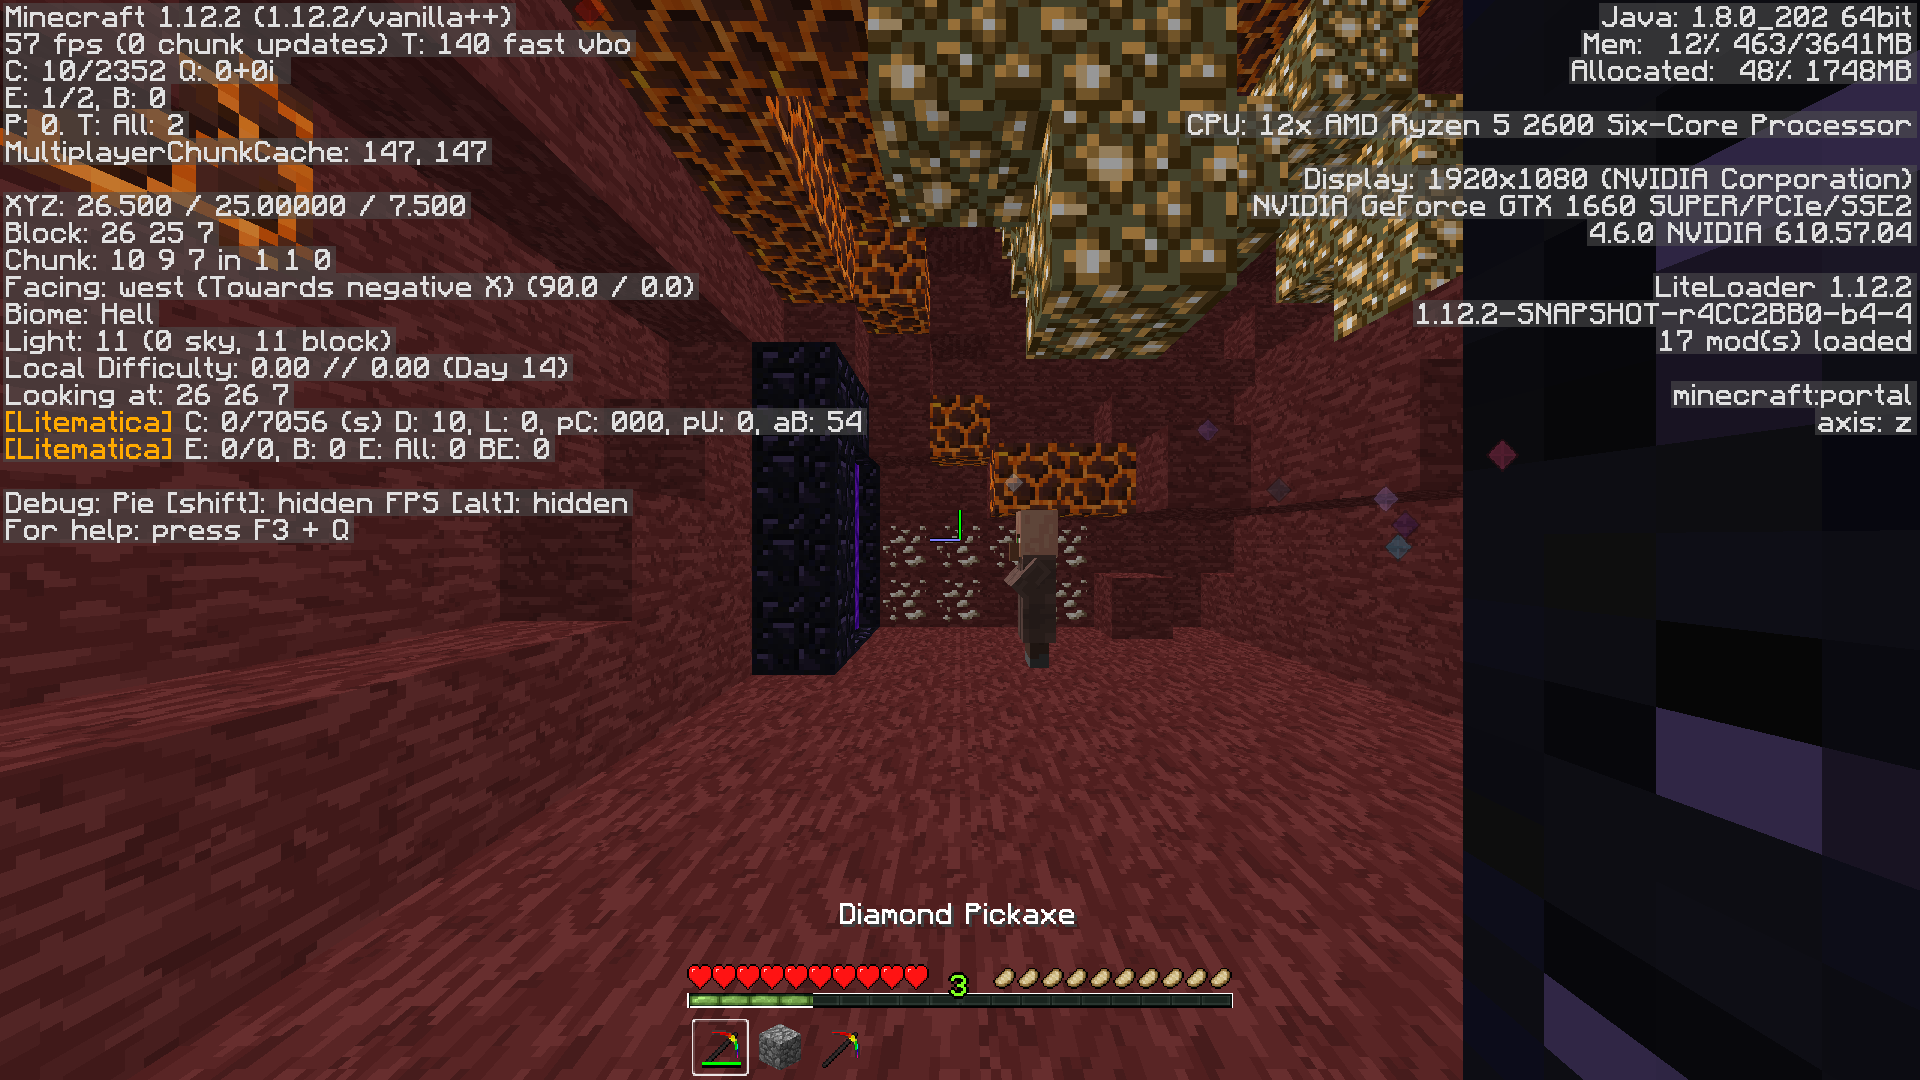 Minecraft 1.12.2 (1.12.2/vanilla++)
57 fps (0 chunk updates) T: 140 fast vbo
C: 10/2352 Q: 0+0i
E: 1/2, B: 0
P: 0. T: All: 2
MultiplayerChunkCache: 147, 147
XYZ: 26.500 / 25.00000 / 7.500
Block: 26 25 7
Chunk: 10 9 7 in 1 1 0
Facing: west (Towards negative X) (90.0 / 0.0)
Biome: Hell
Light: 11 (0 sky, 11 block)
Local Difficulty: 0.00 // 0.00 (Day 14)
Looking at: 26 26 7
[Litematica] C: 0/7056 (s) D: 10, L: 0, pC: 000, pU: 0, aB: 54
[Litematica] E: 0/0, B: 0 E: All: 0 BE: 0
Debug: Pie [shift]: hidden FPS [alt]: hidden
For help: press F3 + Q
Java: 1.8.0_202 64bit
Mem: 12% 463/3641MB
Allocated: 48% 1748MB
CPU: 12x AMD Ryzen 5 2600 Six-Core Processor
Display: 1920x1080 (NVIDIA Corporation)
NVIDIA GeForce GTX 1660 SUPER/PCIe/SSE2
4.6.0 NVIDIA 610.57.04
LiteLoader 1.12.2
1.12.2-SNAPSHOT-r4CC2BB0-b4-4
17 mod(s) loaded
minecraft:portal
axis: z
Diamond Pickaxe
3